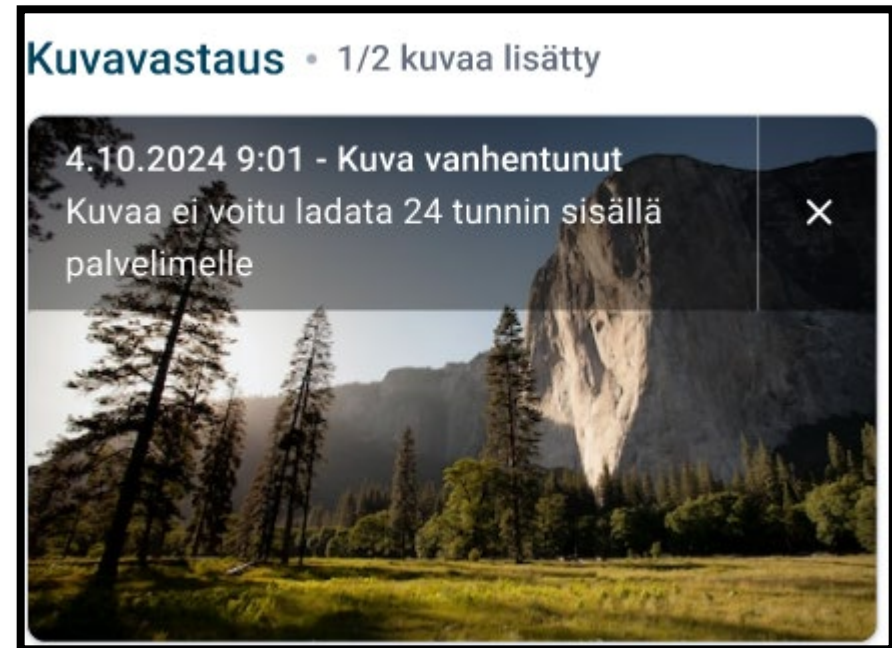 Kuvavastaus • 1/2 kuvaa lisätty
4.10.2024 9:01 - Kuva vanhentunut
Kuvaa ei voitu ladata 24 tunnin sisällä
palvelimelle